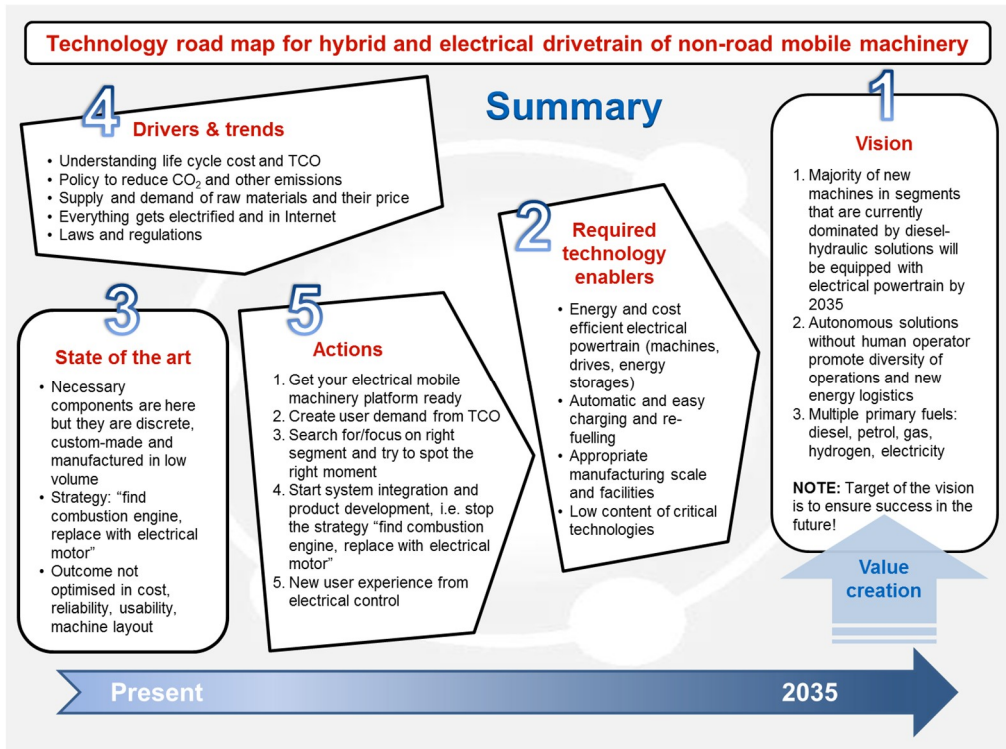 Technology road map for hybrid and electrical drivetrain of non-road mobile machinery
Summary
4
Drivers & trends
• Understanding life cycle cost and TCO
• Policy to reduce CO₂ and other emissions
• Supply and demand of raw materials and their price
• Everything gets electrified and in Internet
• Laws and regulations
3
State of the art
• Necessary
components are here
but they are discrete,
custom-made and
manufactured in low
volume
• Strategy: “find
combustion engine,
replace with electrical
motor”
• Outcome not
optimised in cost,
reliability, usability,
machine layout
5
Actions
1. Get your electrical mobile
machinery platform ready
2. Create user demand from TCO
3. Search for/focus on right
segment and try to spot the
right moment
4. Start system integration and
product development, i.e. stop
the strategy “find combustion
engine, replace with electrical
motor”
5. New user experience from
electrical control
2
Required
technology
enablers
• Energy and cost
efficient electrical
powertrain (machines,
drives, energy
storages)
• Automatic and easy
charging and re-
fuelling
• Appropriate
manufacturing scale
and facilities
• Low content of critical
technologies
1
Vision
1. Majority of new
machines in segments
that are currently
dominated by diesel-
hydraulic solutions will
be equipped with
electrical powertrain by
2035
2. Autonomous solutions
without human operator
promote diversity of
operations and new
energy logistics
3. Multiple primary fuels:
diesel, petrol, gas,
hydrogen, electricity
NOTE: Target of the vision
is to ensure success in the
future!
Value
creation
Present
2035